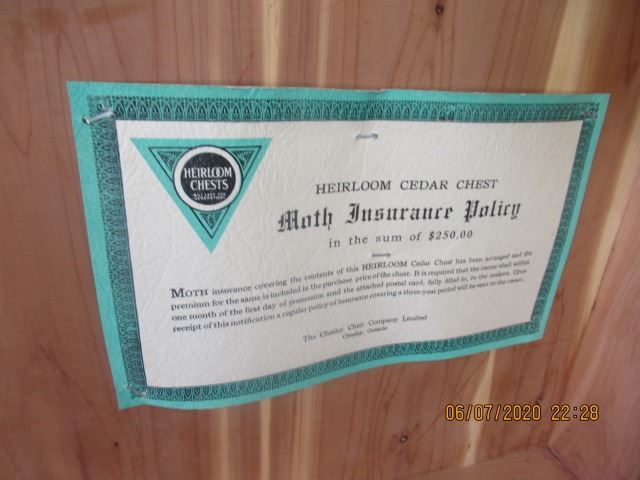 HEIRLOOM
CHESTS
HEIRLOOM CEDAR CHEST
Moth Insurance Policy
in the sum of $250.00
MOTH insurance covering the contents of this HEIRLOOM Cedar Chest has been arranged and the
premium for the same is included in the purchase price of the chest. It is required that the owner shall within
one month of the first day of possession send the attached postal card, fully filled in, to the makers. Upon
receipt of this notification a regular policy of insurance covering a three-year period will be sent to the owner.
The Chesley Chair Company Limited
Chesley, Ontario
06/07/2020 22:28